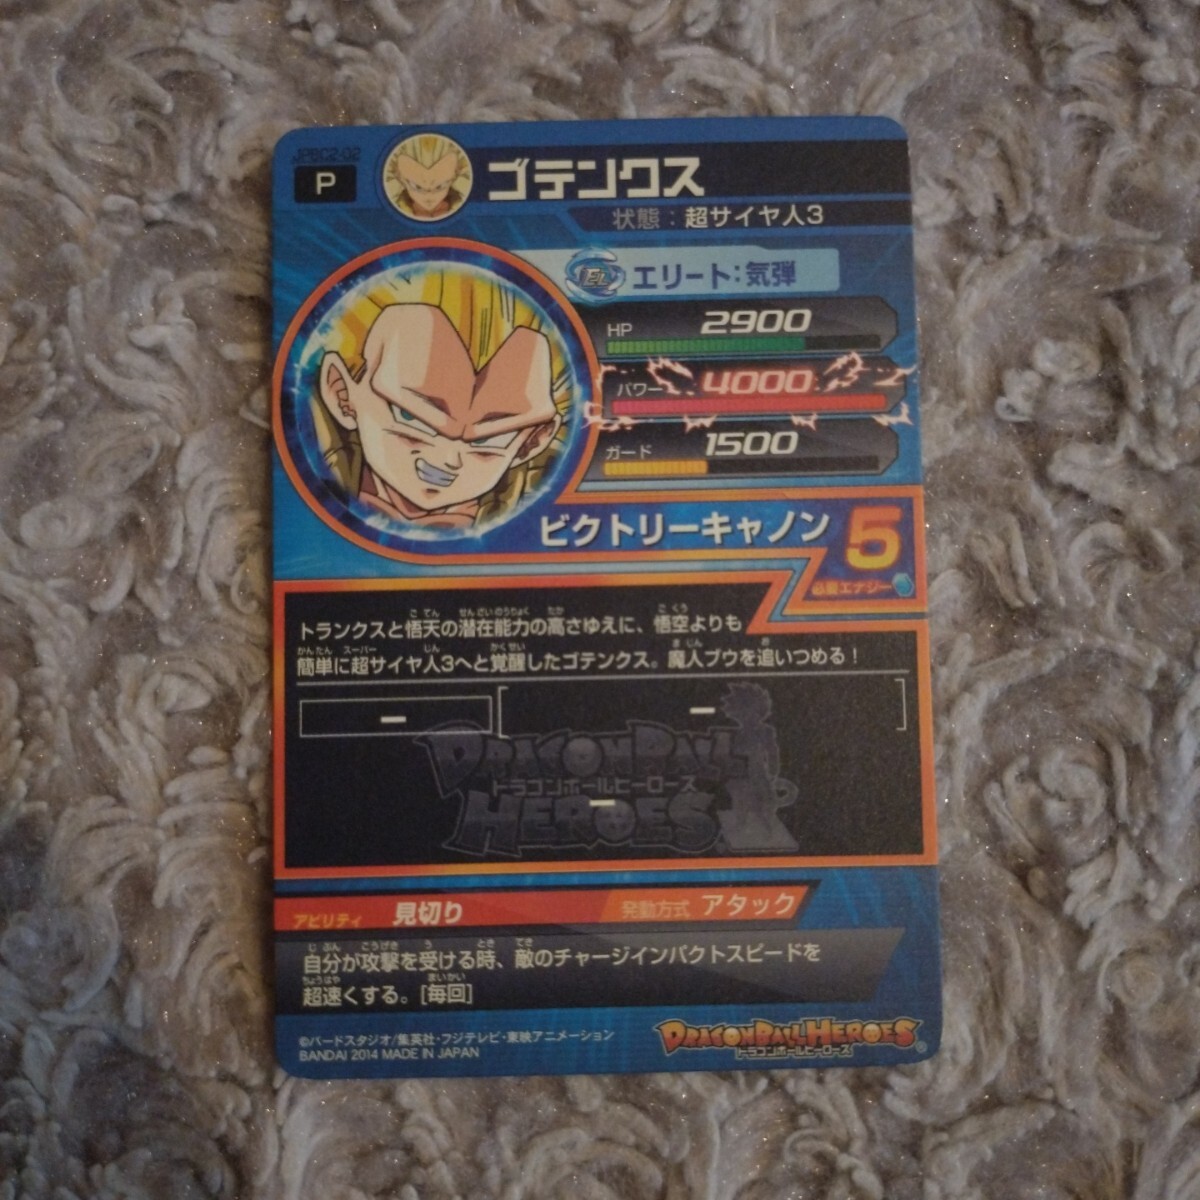 JPBC2-02
P
ゴテンクス
状態：超サイヤ人3
エリート：気弾
HP 2900
パワー 4000
ガード 1500
ビクトリーキャノン 5
必要エナジー
トランクスと悟天の潜在能力の高さゆえに、悟空よりも
簡単に超サイヤ人3へと覚醒したゴテンクス。魔人ブウを追いつめる！
ー
ー
DRAGON BALL
ドラゴンボールヒーローズ
ー
HEROES
アビリティ 見切り 発動方式 アタック
自分が攻撃を受ける時、敵のチャージインパクトスピードを
超速くする。[毎回]
©バードスタジオ/集英社・フジテレビ・東映アニメーション
BANDAI 2014 MADE IN JAPAN
DRAGON BALL HEROES
ドラゴンボールヒーローズ